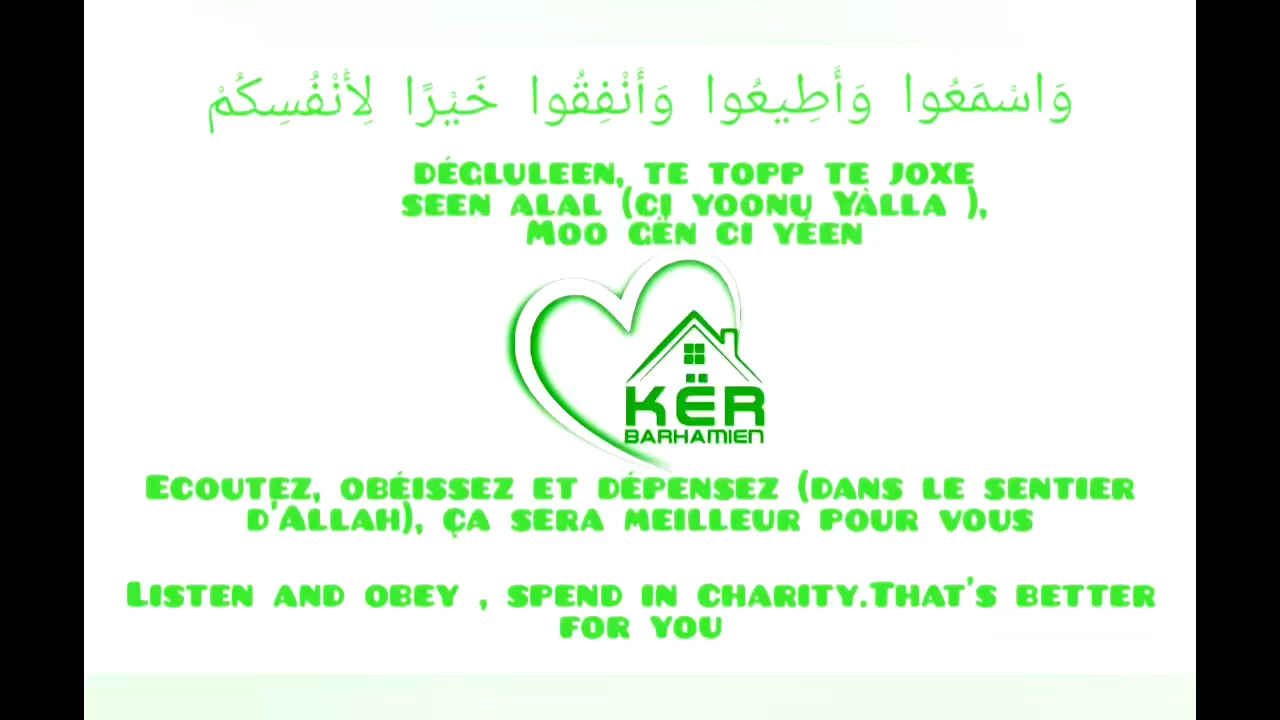 وَاسْمَعُوا وَأَطِيعُوا وَأَنْفِقُوا خَيْرًا لِأَنْفُسِكُمْ
DÉGLULEEN, TE TOPP TE JOXE
SEEN ALAL (CI YOONU YÀLLA ),
MOO GËN CI YÉEN
KËR
BARHAMIEN
ECOUTEZ, OBÉISSEZ ET DÉPENSEZ (DANS LE SENTIER
D'ALLAH), ÇA SERA MEILLEUR POUR VOUS
LISTEN AND OBEY , SPEND IN CHARITY.THAT'S BETTER
FOR YOU